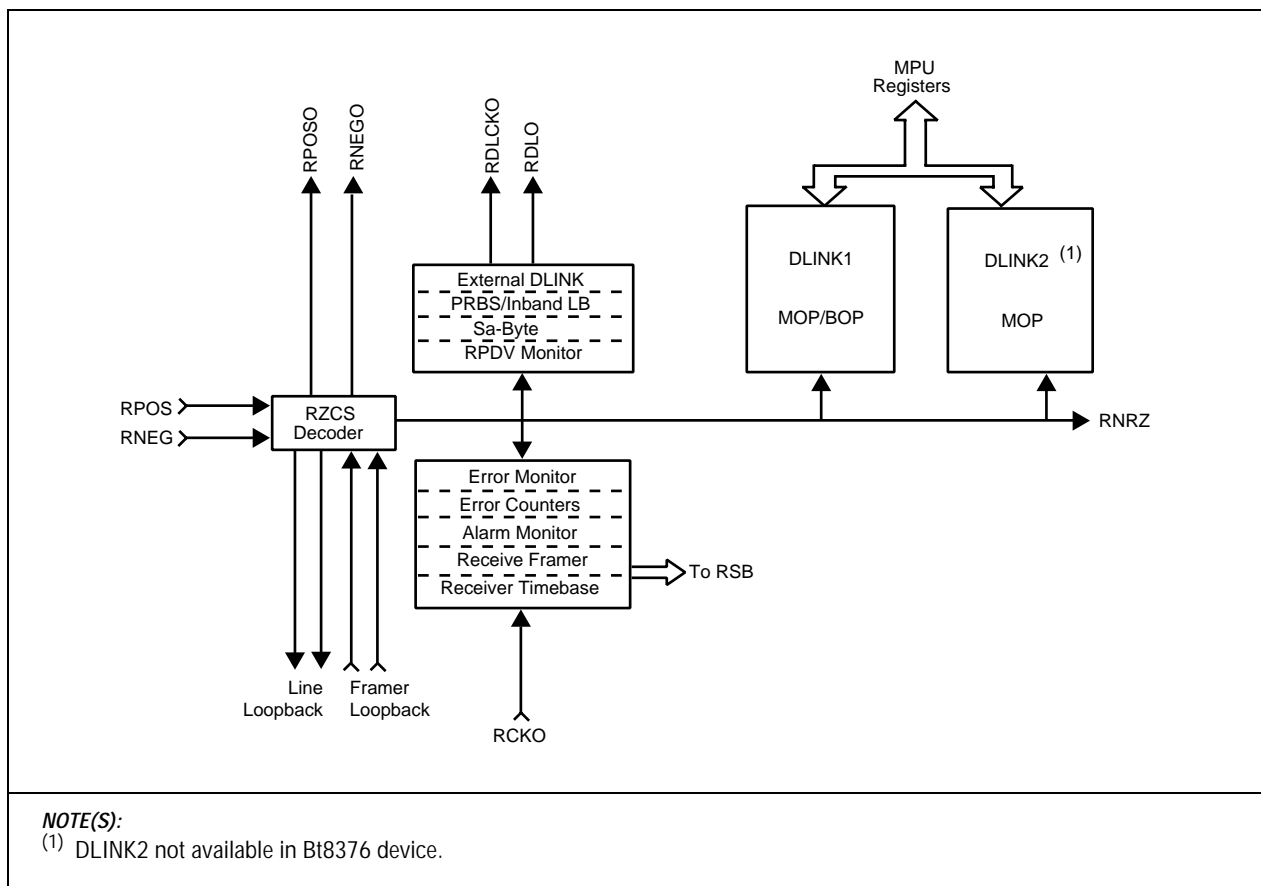 MPU
Registers
RPOSO
RNEGO
RDLCKO
RDLO
DLINK1
MOP/BOP
DLINK2 (1)
MOP
External DLINK
PRBS/Inband LB
Sa-Byte
RPDV Monitor
RPOS
RNEG
RZCS
Decoder
RNRZ
Error Monitor
Error Counters
Alarm Monitor
Receive Framer
Receiver Timebase
To RSB
Line
Loopback
Framer
Loopback
RCKO
NOTE(S):
(1) DLINK2 not available in Bt8376 device.